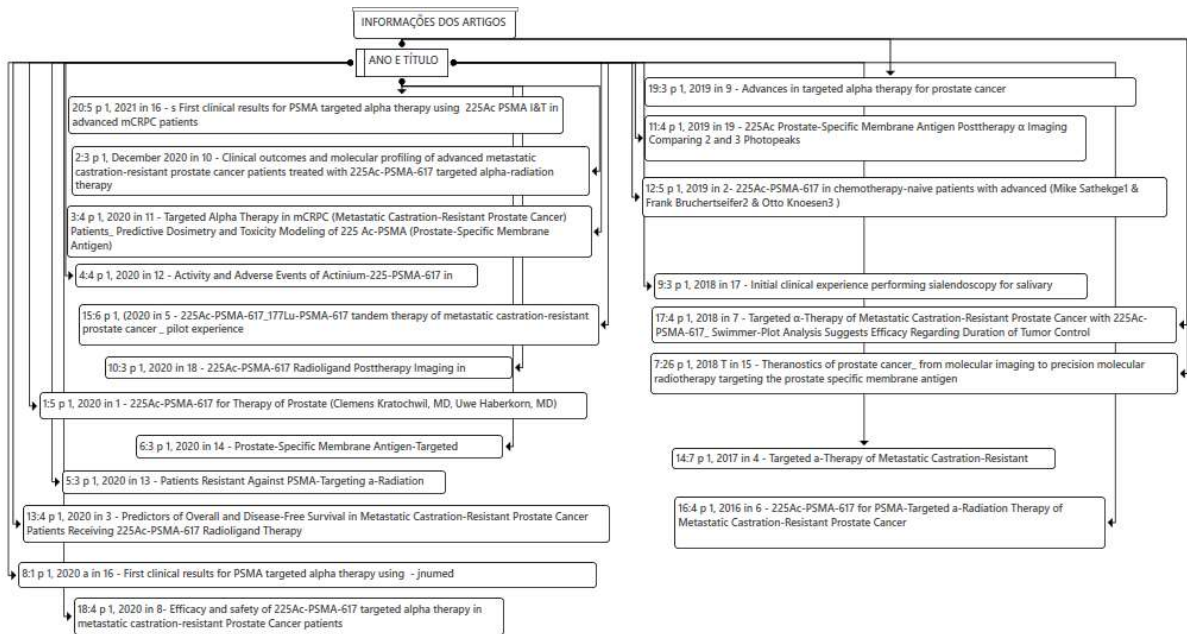 INFORMAÇÕES DOS ARTIGOS
ANO E TÍTULO
20:5 p 1, 2021 in 16 - s First clinical results for PSMA targeted alpha therapy using 225Ac PSMA I&T in
advanced mCRPC patients
2:3 p 1, December 2020 in 10 - Clinical outcomes and molecular profiling of advanced metastatic
castration-resistant prostate cancer patients treated with 225Ac-PSMA-617 targeted alpha-radiation
therapy
3:4 p 1, 2020 in 11 - Targeted Alpha Therapy in mCRPC (Metastatic Castration-Resistant Prostate Cancer)
Patients_ Predictive Dosimetry and Toxicity Modeling of 225 Ac-PSMA (Prostate-Specific Membrane
Antigen)
4:4 p 1, 2020 in 12 - Activity and Adverse Events of Actinium-225-PSMA-617 in
15:6 p 1, (2020 in 5 - 225Ac-PSMA-617_177Lu-PSMA-617 tandem therapy of metastatic castration-resistant
prostate cancer _ pilot experience
10:3 p 1, 2020 in 18 - 225Ac-PSMA-617 Radioligand Posttherapy Imaging in
1:5 p 1, 2020 in 1 - 225Ac-PSMA-617 for Therapy of Prostate (Clemens Kratochwil, MD, Uwe Haberkorn, MD)
6:3 p 1, 2020 in 14 - Prostate-Specific Membrane Antigen-Targeted
5:3 p 1, 2020 in 13 - Patients Resistant Against PSMA-Targeting a-Radiation
13:4 p 1, 2020 in 3 - Predictors of Overall and Disease-Free Survival in Metastatic Castration-Resistant Prostate Cancer
Patients Receiving 225Ac-PSMA-617 Radioligand Therapy
8:1 p 1, 2020 a in 16 - First clinical results for PSMA targeted alpha therapy using - jnumed
18:4 p 1, 2020 in 8- Efficacy and safety of 225Ac-PSMA-617 targeted alpha therapy in
metastatic castration-resistant Prostate Cancer patients
19:3 p 1, 2019 in 9 - Advances in targeted alpha therapy for prostate cancer
11:4 p 1, 2019 in 19 - 225Ac Prostate-Specific Membrane Antigen Posttherapy α Imaging
Comparing 2 and 3 Photopeaks
12:5 p 1, 2019 in 2- 225Ac-PSMA-617 in chemotherapy-naive patients with advanced (Mike Sathekge1 &
Frank Bruchertseifer2 & Otto Knoesen3 )
9:3 p 1, 2018 in 17 - Initial clinical experience performing sialendoscopy for salivary
17:4 p 1, 2018 in 7 - Targeted α-Therapy of Metastatic Castration-Resistant Prostate Cancer with 225Ac-
PSMA-617_ Swimmer-Plot Analysis Suggests Efficacy Regarding Duration of Tumor Control
7:26 p 1, 2018 T in 15 - Theranostics of prostate cancer_ from molecular imaging to precision molecular
radiotherapy targeting the prostate specific membrane antigen
14:7 p 1, 2017 in 4 - Targeted a-Therapy of Metastatic Castration-Resistant
16:4 p 1, 2016 in 6 - 225Ac-PSMA-617 for PSMA-Targeted a-Radiation Therapy of
Metastatic Castration-Resistant Prostate Cancer